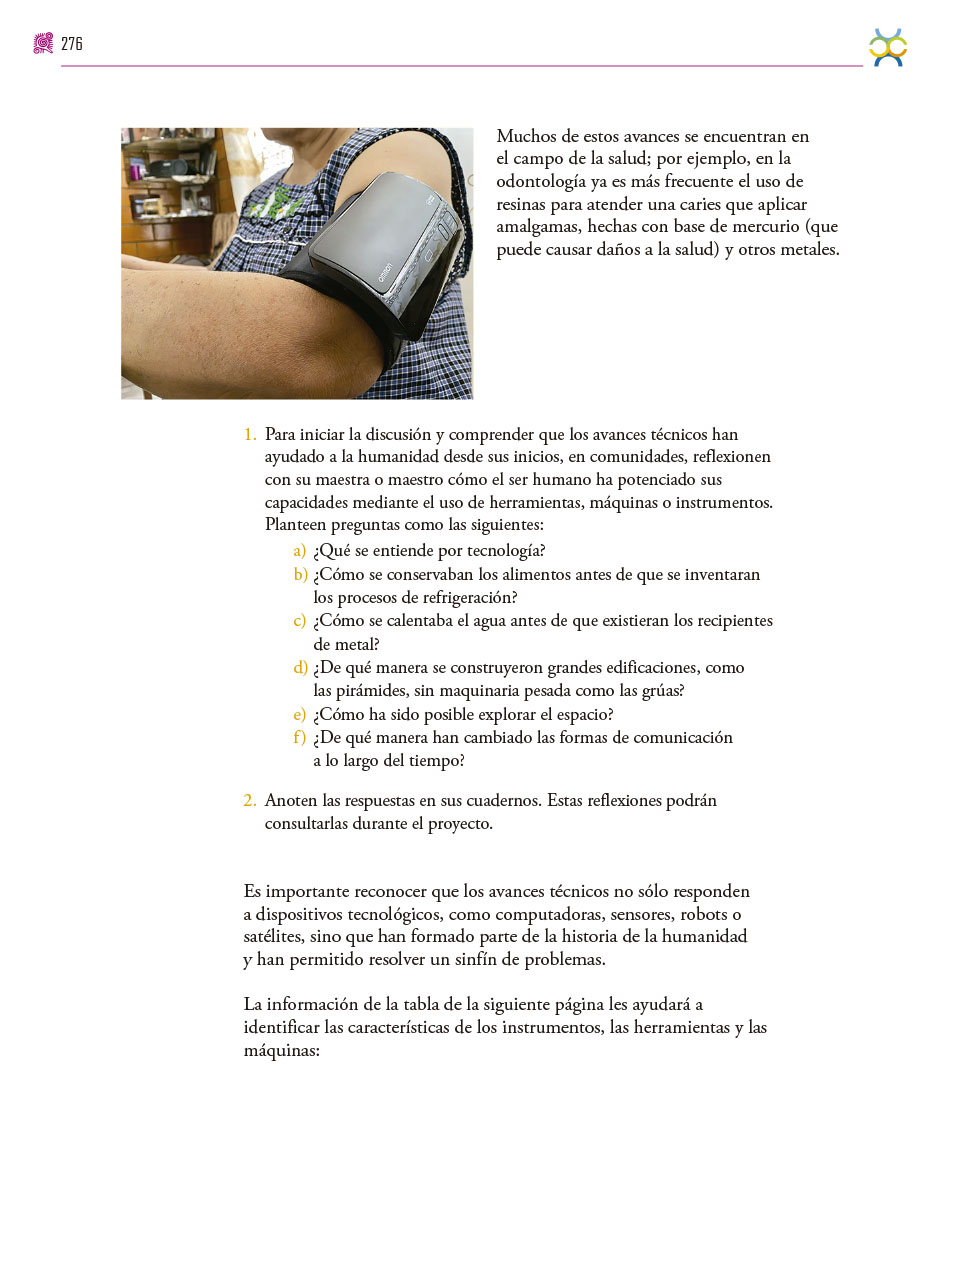 276
Muchos de estos avances se encuentran en
el campo de la salud; por ejemplo, en la
odontología ya es más frecuente el uso de
resinas para atender una caries que aplicar
amalgamas, hechas con base de mercurio (que
puede causar daños a la salud) y otros metales.
omron
1. Para iniciar la discusión y comprender que los avances técnicos han
ayudado a la humanidad desde sus inicios, en comunidades, reflexionen
con su maestra o maestro cómo el ser humano ha potenciado sus
capacidades mediante el uso de herramientas, máquinas o instrumentos.
Planteen preguntas como las siguientes:
a) ¿Qué se entiende por tecnología?
b) ¿Cómo se conservaban los alimentos antes de que se inventaran
los procesos de refrigeración?
c) ¿Cómo se calentaba el agua antes de que existieran los recipientes
de metal?
d) ¿De qué manera se construyeron grandes edificaciones, como
las pirámides, sin maquinaria pesada como las grúas?
e) ¿Cómo ha sido posible explorar el espacio?
f) ¿De qué manera han cambiado las formas de comunicación
a lo largo del tiempo?
2. Anoten las respuestas en sus cuadernos. Estas reflexiones podrán
consultarlas durante el proyecto.
Es importante reconocer que los avances técnicos no sólo responden
a dispositivos tecnológicos, como computadoras, sensores, robots o
satélites, sino que han formado parte de la historia de la humanidad
y han permitido resolver un sinfín de problemas.
La información de la tabla de la siguiente página les ayudará a
identificar las características de los instrumentos, las herramientas y las
máquinas: